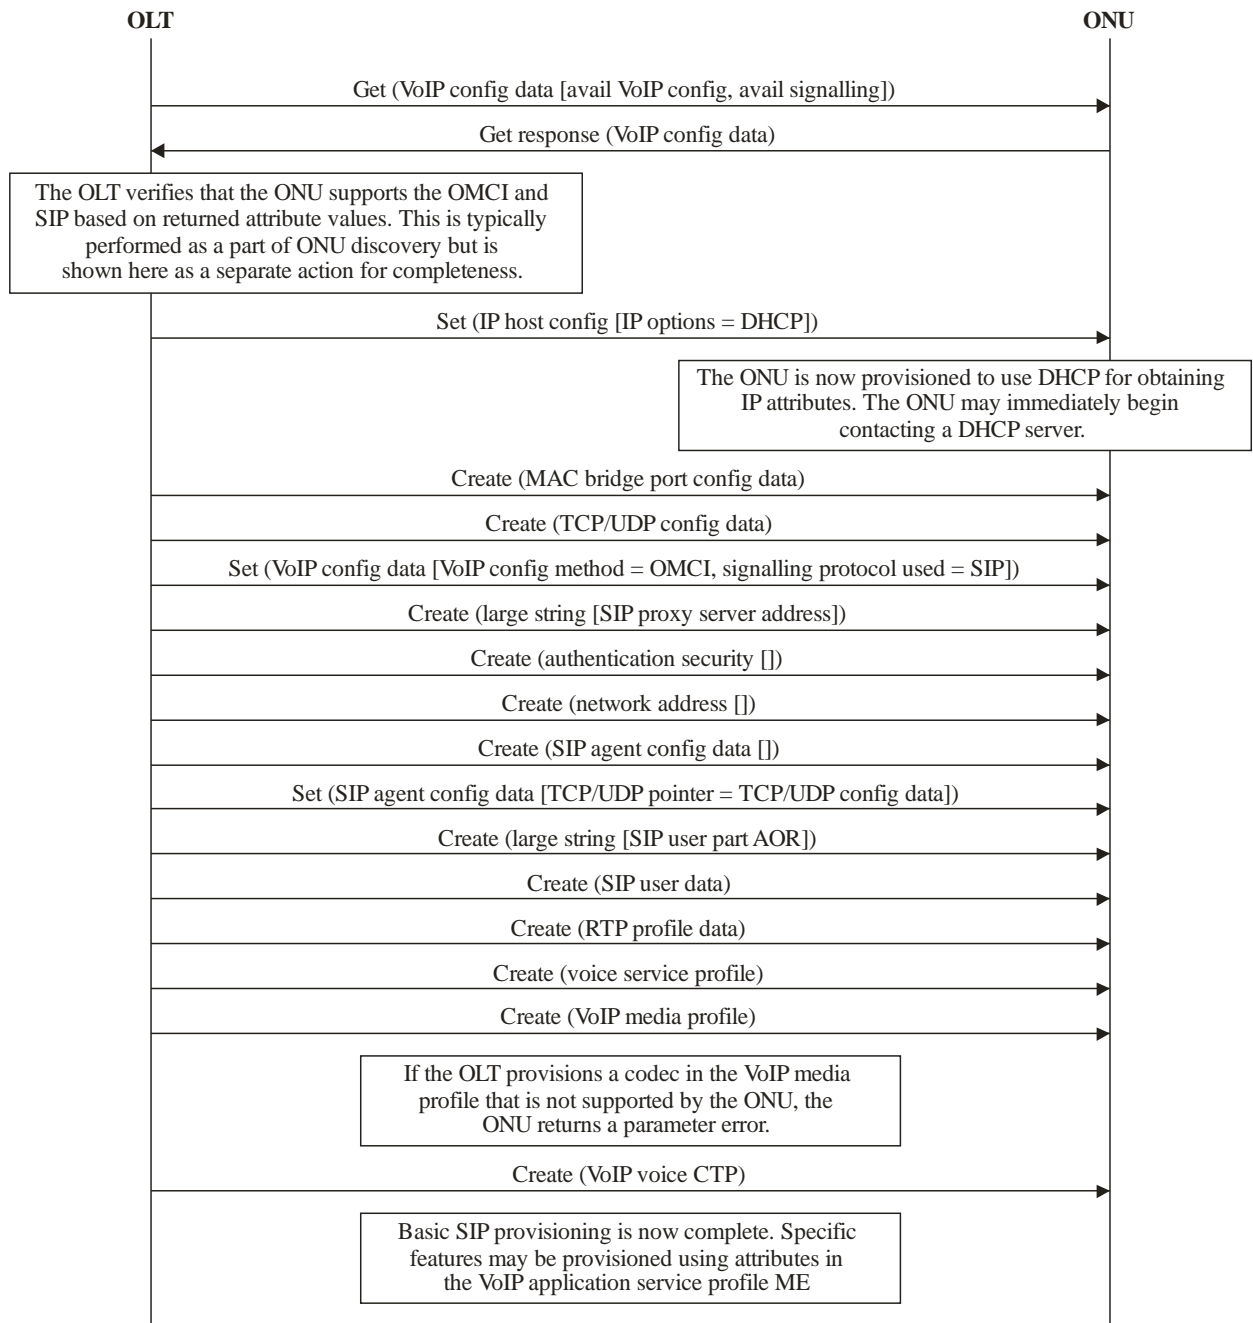 OLT
ONU
Get (VoIP config data [avail VoIP config, avail signalling])
Get response (VoIP config data)
The OLT verifies that the ONU supports the OMCI and
SIP based on returned attribute values. This is typically
performed as a part of ONU discovery but is
shown here as a separate action for completeness.
Set (IP host config [IP options = DHCP])
The ONU is now provisioned to use DHCP for obtaining
IP attributes. The ONU may immediately begin
contacting a DHCP server.
Create (MAC bridge port config data)
Create (TCP/UDP config data)
Set (VoIP config data [VoIP config method = OMCI, signalling protocol used = SIP])
Create (large string [SIP proxy server address])
Create (authentication security [])
Create (network address [])
Create (SIP agent config data [])
Set (SIP agent config data [TCP/UDP pointer = TCP/UDP config data])
Create (large string [SIP user part AOR])
Create (SIP user data)
Create (RTP profile data)
Create (voice service profile)
Create (VoIP media profile)
If the OLT provisions a codec in the VoIP media
profile that is not supported by the ONU, the
ONU returns a parameter error.
Create (VoIP voice CTP)
Basic SIP provisioning is now complete. Specific
features may be provisioned using attributes in
the VoIP application service profile ME